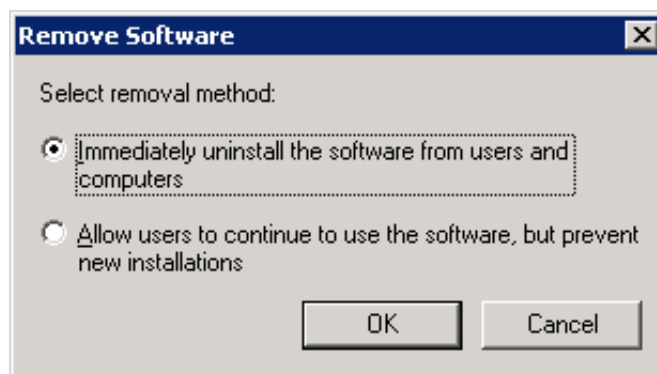 Remove Software
Select removal method:
Immediately uninstall the software from users and
computers
Allow users to continue to use the software, but prevent
new installations
OK Cancel